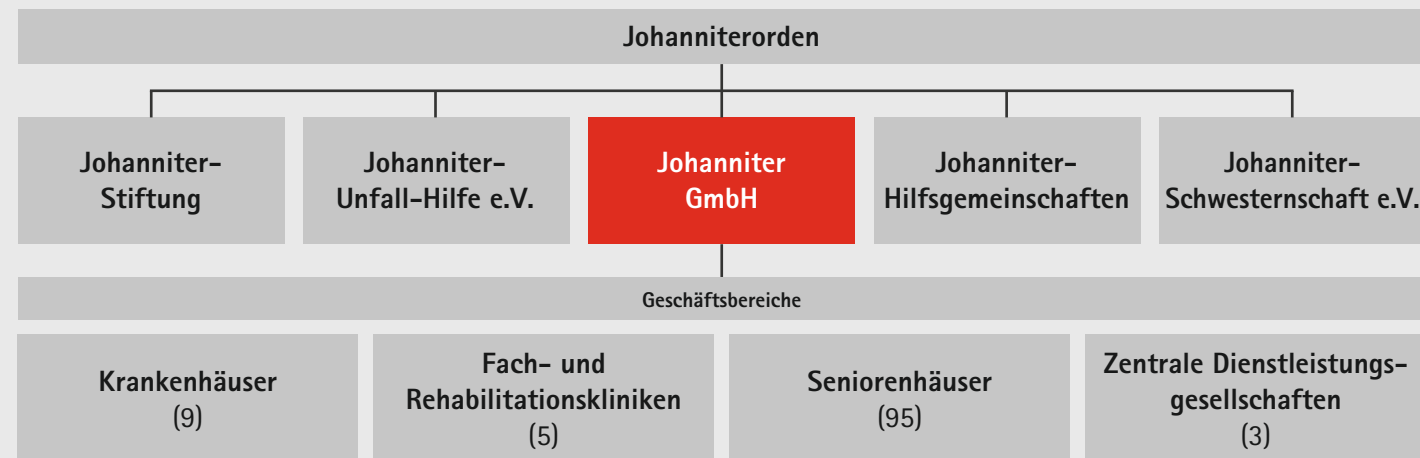 Johanniterorden
Johanniter-
Stiftung
Johanniter-
Unfall-Hilfe e.V.
Johanniter
GmbH
Johanniter-
Hilfsgemeinschaften
Johanniter-
Schwesternschaft e.V.
Geschäftsbereiche
Krankenhäuser
(9)
Fach- und
Rehabilitationskliniken
(5)
Seniorenhäuser
(95)
Zentrale Dienstleistungs-
gesellschaften
(3)